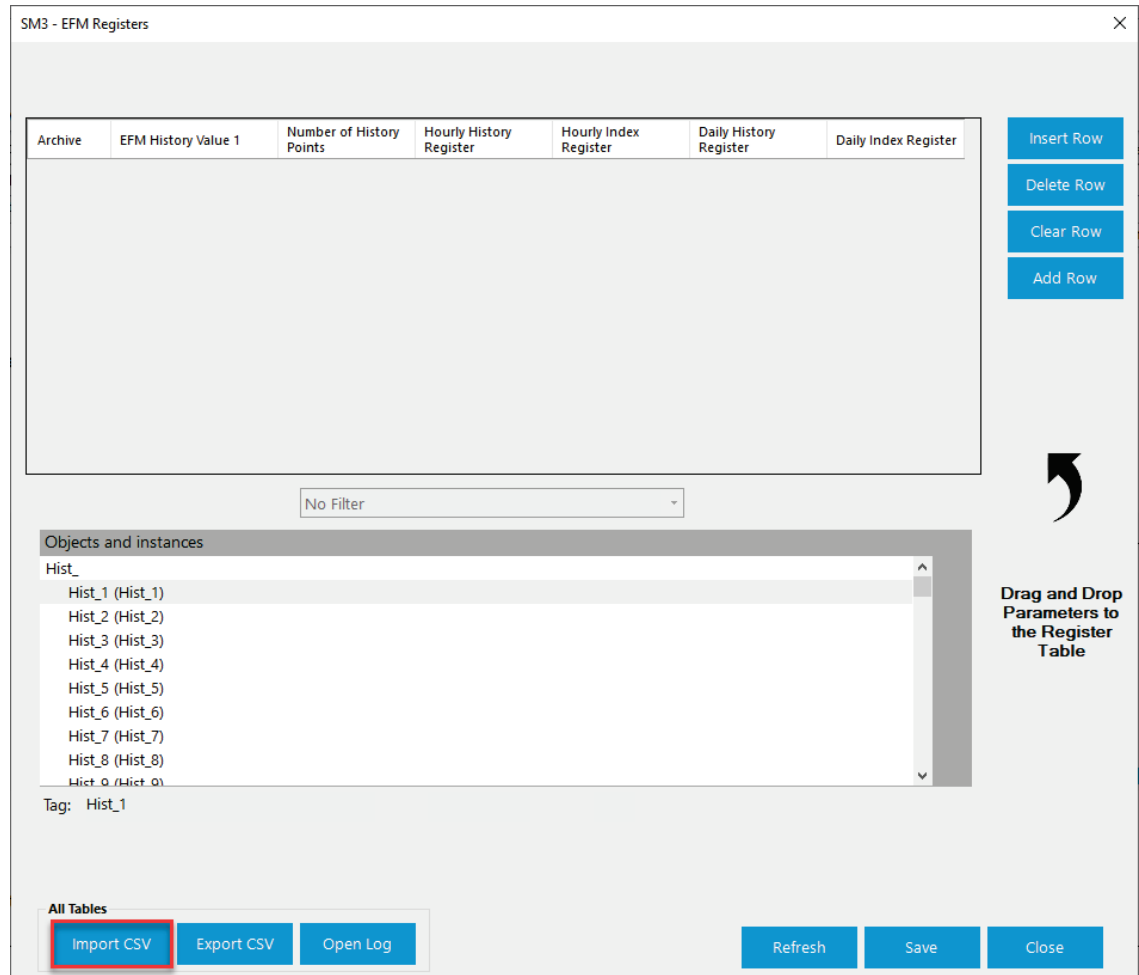 SM3 - EFM Registers
Archive
EFM History Value 1
Number of History
Points
Hourly History
Register
Hourly Index
Register
Daily History
Register
Daily Index Register
Insert Row
Delete Row
Clear Row
Add Row
No Filter
Objects and instances
Hist_
Hist_1 (Hist_1)
Hist_2 (Hist_2)
Hist_3 (Hist_3)
Hist_4 (Hist_4)
Hist_5 (Hist_5)
Hist_6 (Hist_6)
Hist_7 (Hist_7)
Hist_8 (Hist_8)
Hist_9 (Hist_9)
Drag and Drop
Parameters to
the Register
Table
Tag: Hist_1
All Tables
Import CSV
Export CSV
Open Log
Refresh
Save
Close